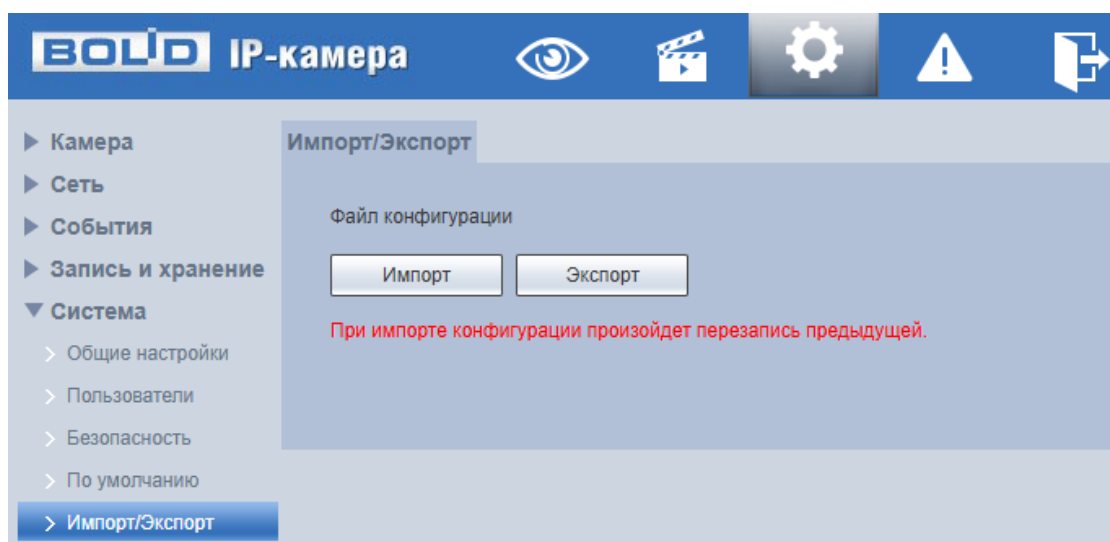 BOLID IP-камера
Камера
Сеть
События
Запись и хранение
Система
Общие настройки
Пользователи
Безопасность
По умолчанию
Импорт/Экспорт
Импорт/Экспорт
Файл конфигурации
Импорт Экспорт
При импорте конфигурации произойдет перезапись предыдущей.